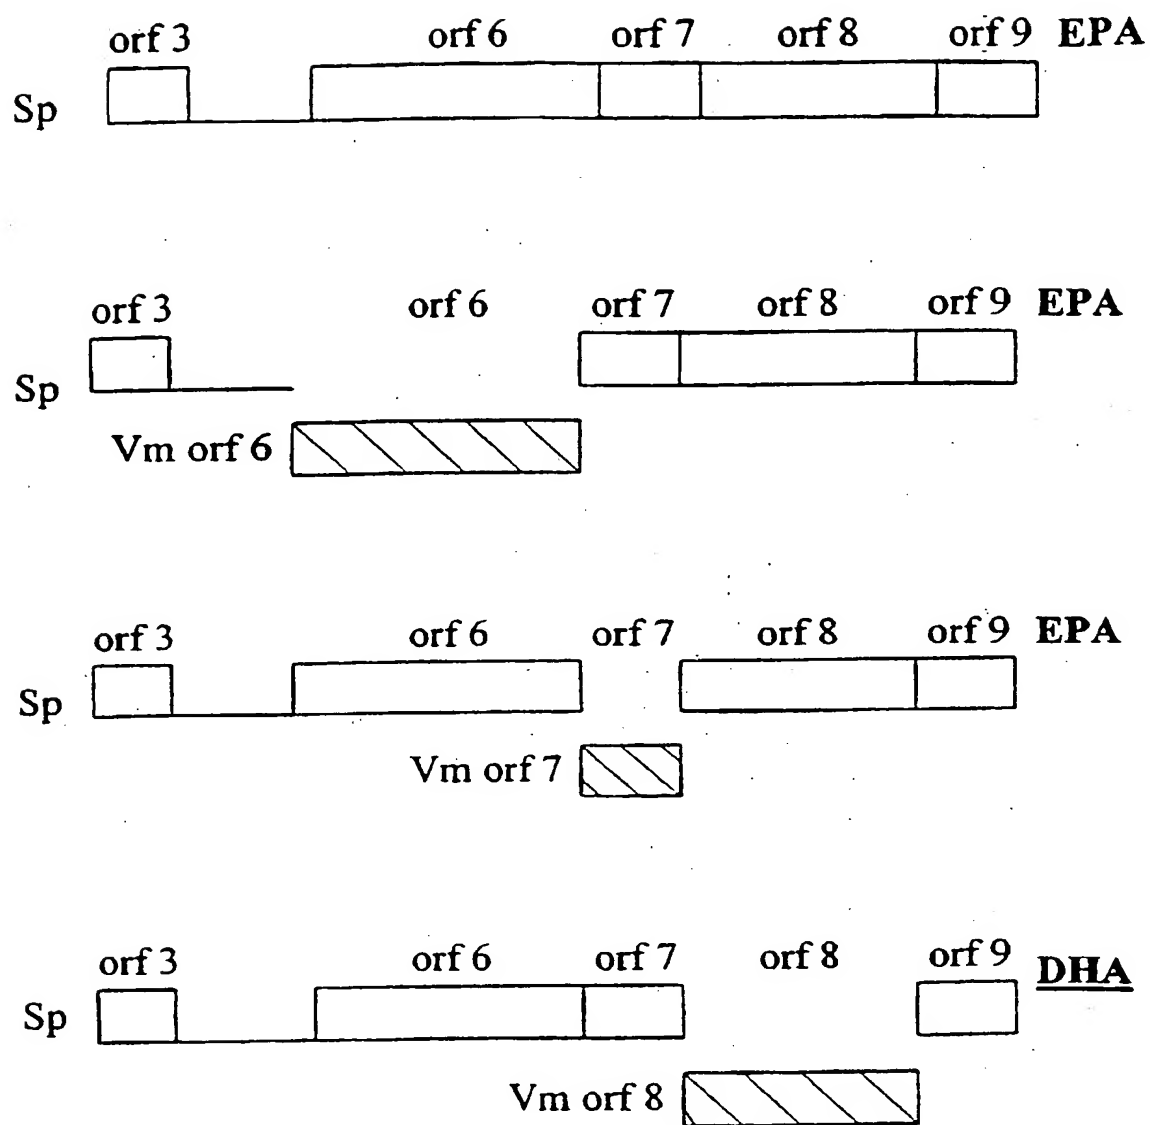 orf 3 orf 6 orf 7 orf 8 orf 9 EPA
Sp
orf 3 orf 6 orf 7 orf 8 orf 9 EPA
Sp
Vm orf 6
orf 3 orf 6 orf 7 orf 8 orf 9 EPA
Sp
Vm orf 7
orf 3 orf 6 orf 7 orf 8 orf 9 DHA
Sp
Vm orf 8